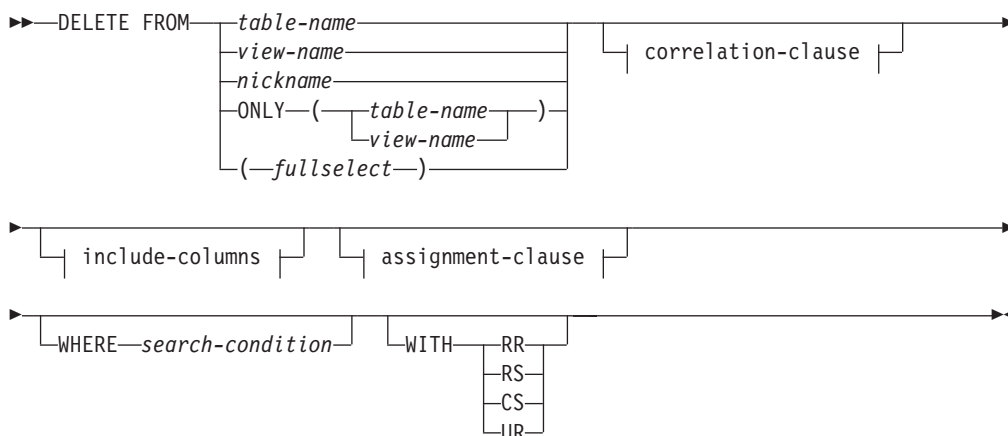 DELETE FROM table-name correlation-clause
view-name
nickname
ONLY ( table-name )
view-name
( fullselect )
include-columns assignment-clause
WHERE search-condition WITH RR
RS
CS
UR